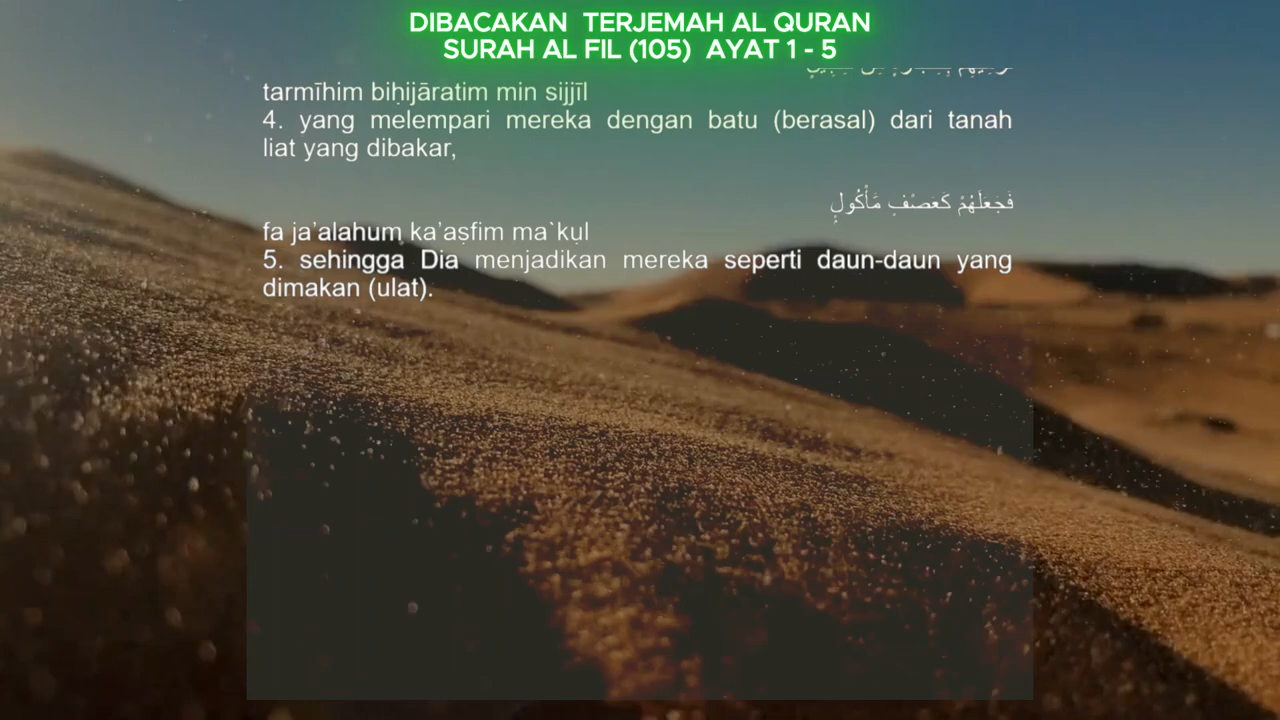 DIBACAKAN TERJEMAH AL QURAN
SURAH AL FIL (105) AYAT 1 - 5
tarmīhim biḥijāratim min sijjīl
4. yang melempari mereka dengan batu (berasal) dari tanah
liat yang dibakar,
فَجَعَلَهُمْ كَعَصْفٍ مَّأْكُولٍ
fa ja'alahum ka'aṣfim ma`kụl
5. sehingga Dia menjadikan mereka seperti daun-daun yang
dimakan (ulat).